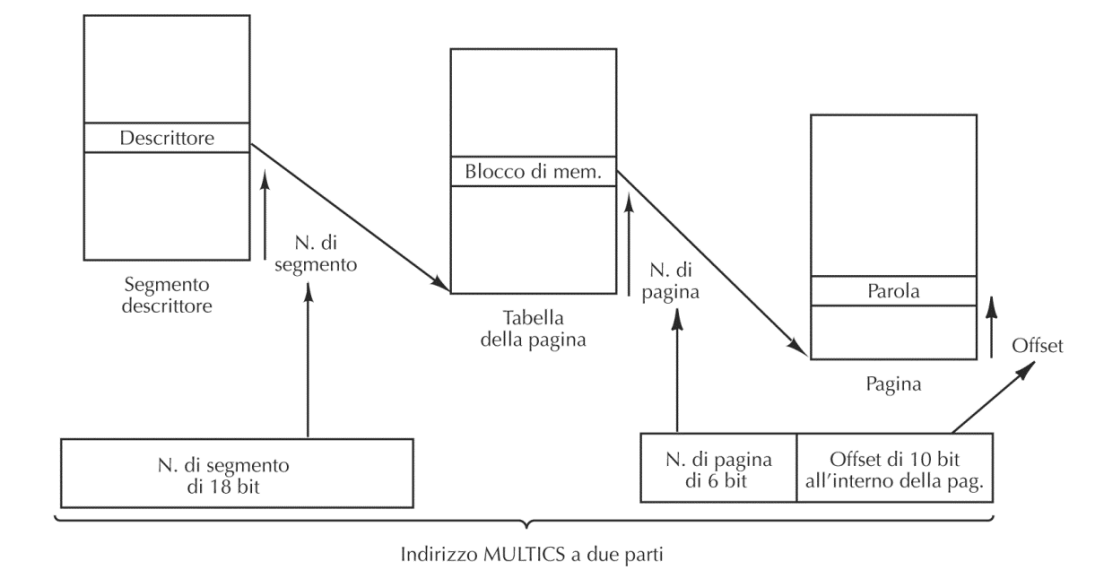 Descrittore
N. di
segmento
Segmento
descrittore
Blocco di mem.
N. di
pagina
Tabella
della pagina
Parola
Offset
Pagina
N. di segmento
di 18 bit
N. di pagina
di 6 bit
Offset di 10 bit
all'interno della pag.
Indirizzo MULTICS a due parti